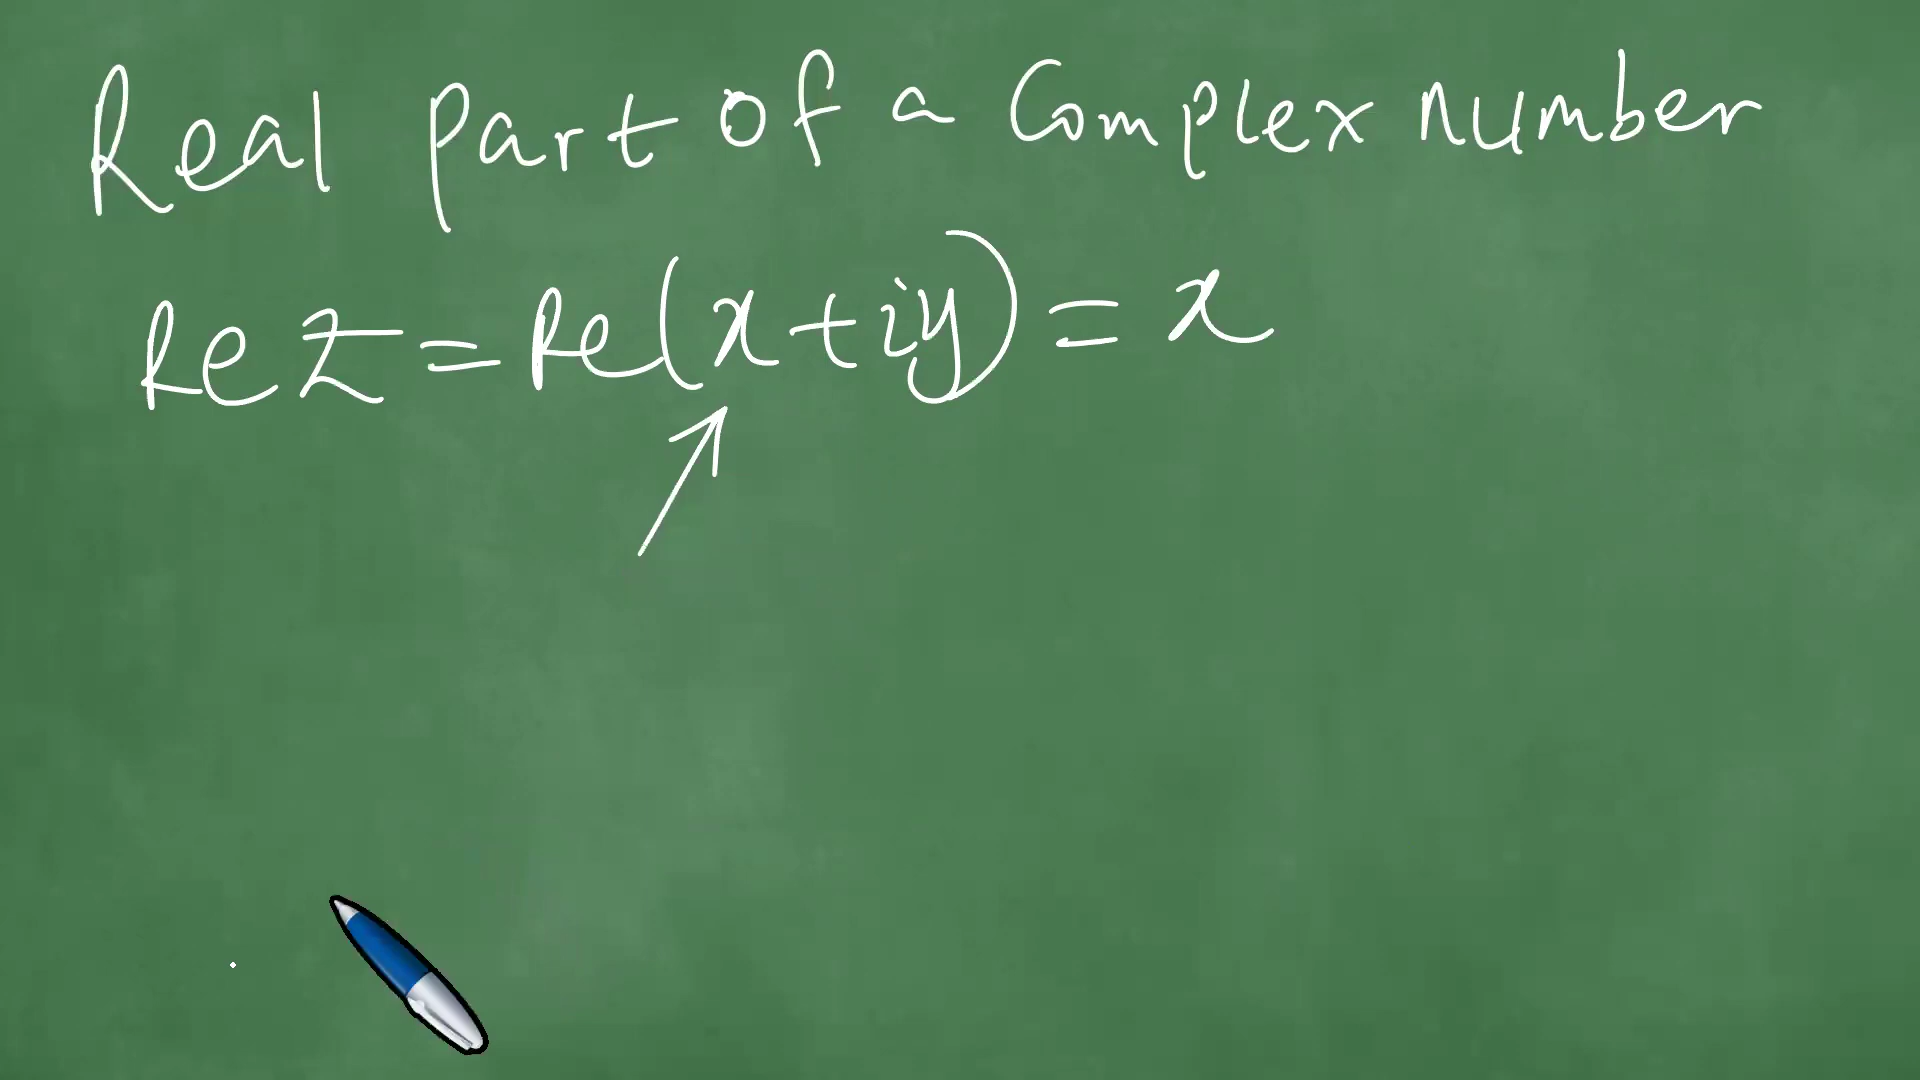 Real part of a Complex number
Re z = Re(x + iy) = x